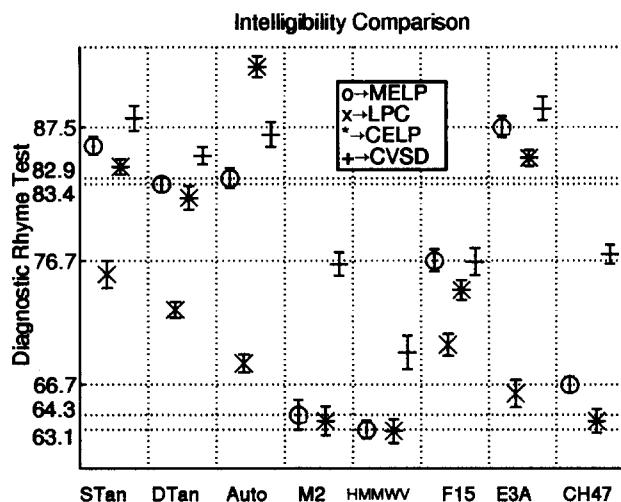 Intelligibility Comparison
Diagnostic Rhyme Test
87.5
82.9
83.4
76.7
66.7
64.3
63.1
o→MELP
x→LPC
*→CELP
+→CVSD
STan DTan Auto M2 HMMWV F15 E3A CH47